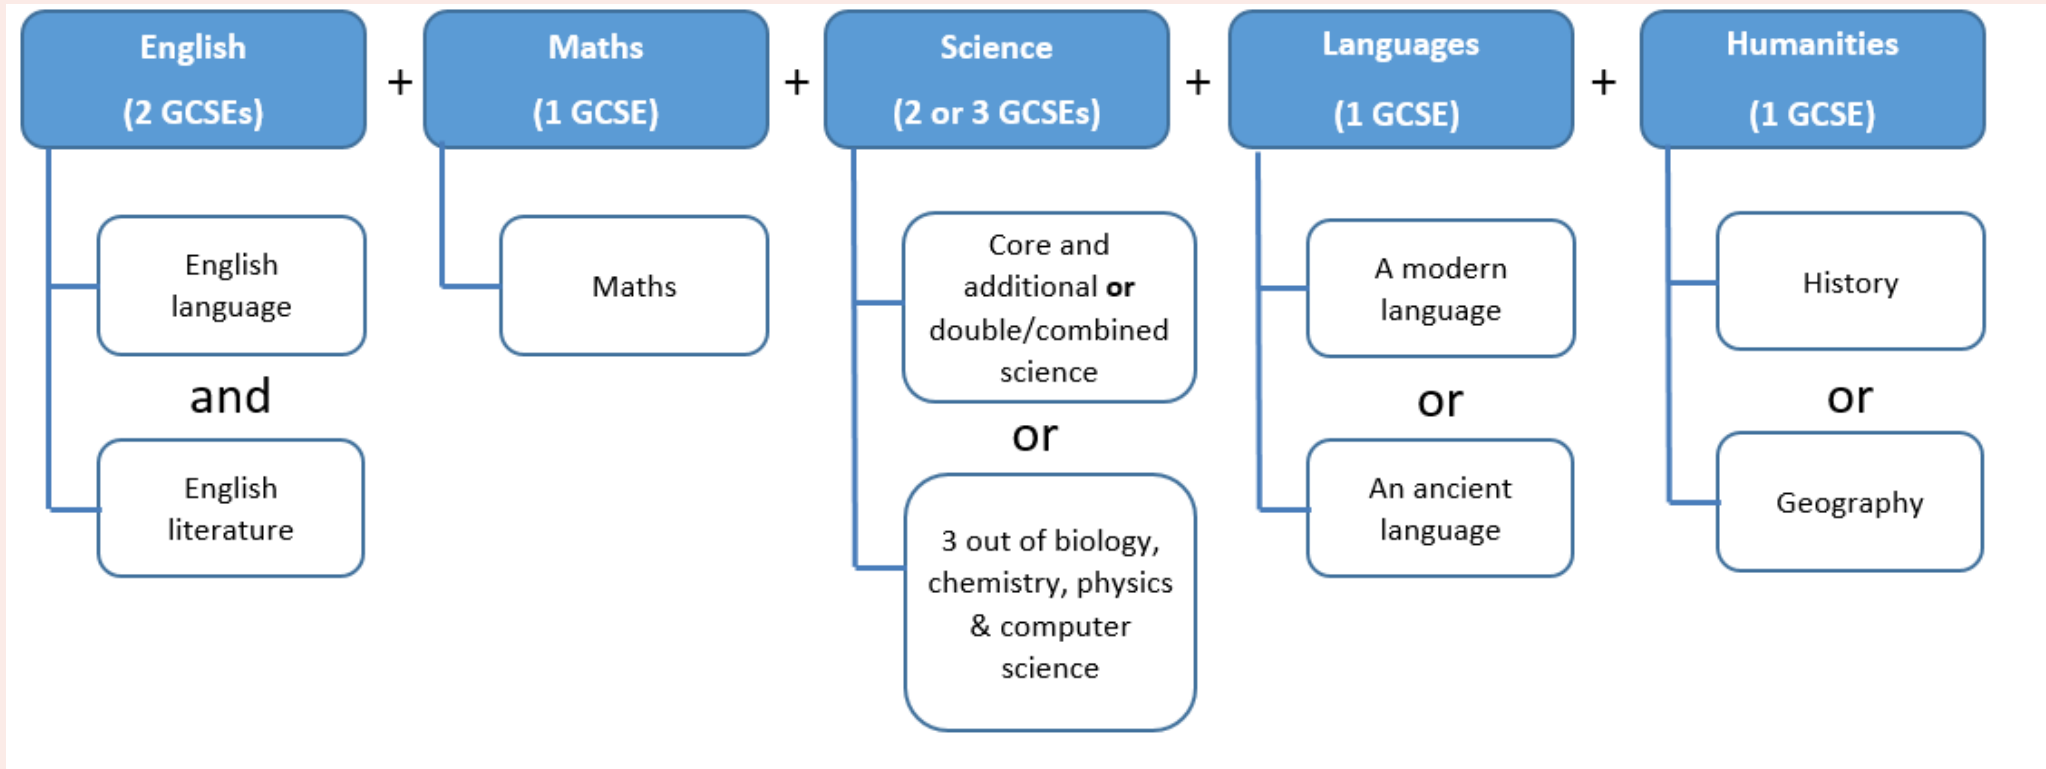 English
(2 GCSEs)
+
Maths
(1 GCSE)
+
Science
(2 or 3 GCSEs)
+
Languages
(1 GCSE)
+
Humanities
(1 GCSE)
English
language
and
English
literature
Maths
Core and
additional or
double/combined
science
or
3 out of biology,
chemistry, physics
& computer
science
A modern
language
or
An ancient
language
History
or
Geography